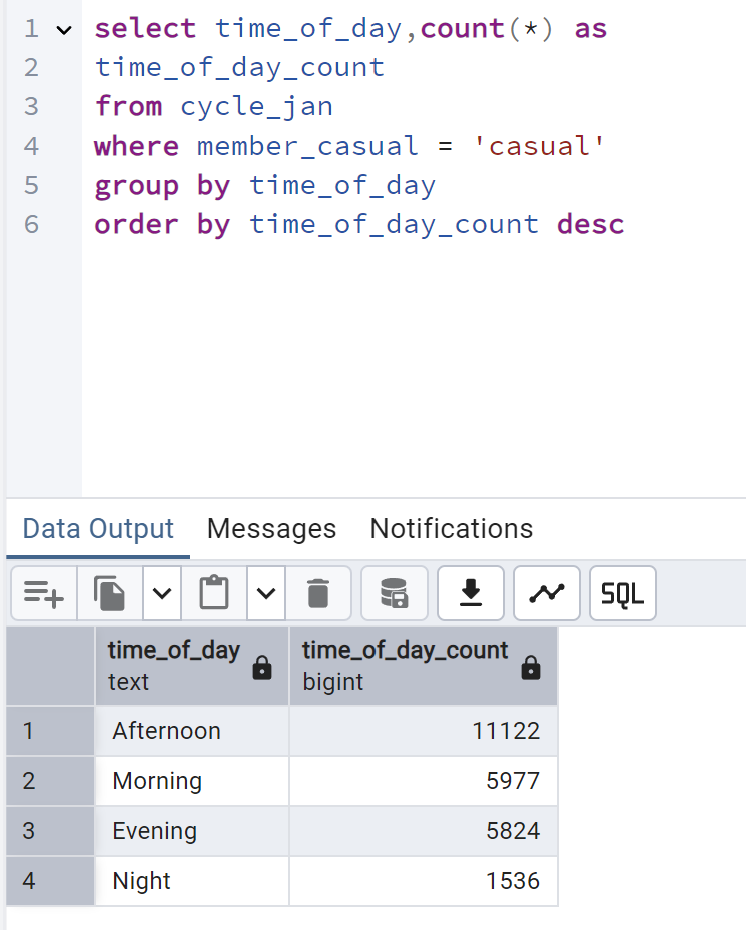 1 select time_of_day,count(*) as
2 time_of_day_count
3 from cycle_jan
4 where member_casual = 'casual'
5 group by time_of_day
6 order by time_of_day_count desc
Data Output Messages Notifications
SQL
time_of_day time_of_day_count
text bigint
1 Afternoon 11122
2 Morning 5977
3 Evening 5824
4 Night 1536